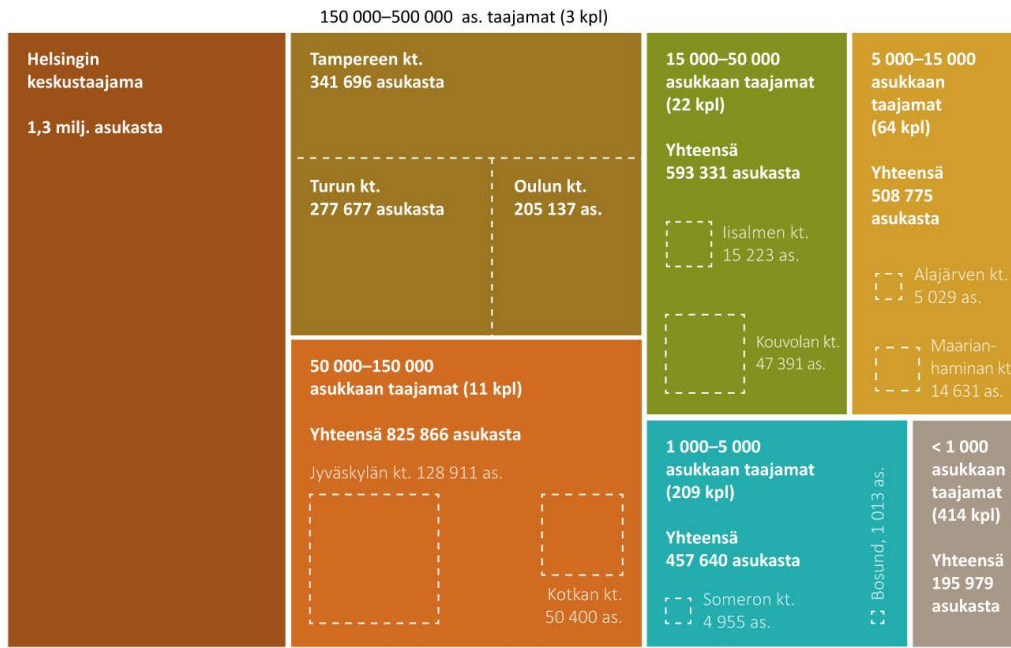 150 000–500 000 as. taajamat (3 kpl)
Helsingin
keskustaajama
1,3 milj. asukasta
Tampereen kt.
341 696 asukasta
Turun kt.
277 677 asukasta
Oulun kt.
205 137 as.
50 000–150 000
asukkaan taajamat (11 kpl)
Yhteensä 825 866 asukasta
Jyväskylän kt. 128 911 as.
Kotkan kt.
50 400 as.
15 000–50 000
asukkaan taajamat
(22 kpl)
Yhteensä
593 331 asukasta
Iisalmen kt.
15 223 as.
Kouvolan kt.
47 391 as.
5 000–15 000
asukkaan
taajamat
(64 kpl)
Yhteensä
508 775
asukasta
Alajärven kt.
5 029 as.
Maarian-
haminan kt
14 631 as.
1 000–5 000
asukkaan taajamat
(209 kpl)
Yhteensä
457 640 asukasta
Someron kt.
4 955 as.
Bosund, 1 013 as.
< 1 000
asukkaan
taajamat
(414 kpl)
Yhteensä
195 979
asukasta